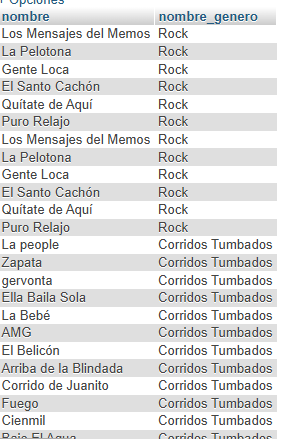 Opciones
nombre nombre_genero
Los Mensajes del Memos Rock
La Pelotona Rock
Gente Loca Rock
El Santo Cachón Rock
Quítate de Aquí Rock
Puro Relajo Rock
Los Mensajes del Memos Rock
La Pelotona Rock
Gente Loca Rock
El Santo Cachón Rock
Quítate de Aquí Rock
Puro Relajo Rock
La people Corridos Tumbados
Zapata Corridos Tumbados
gervonta Corridos Tumbados
Ella Baila Sola Corridos Tumbados
La Bebé Corridos Tumbados
AMG Corridos Tumbados
El Belicón Corridos Tumbados
Arriba de la Blindada Corridos Tumbados
Corrido de Juanito Corridos Tumbados
Fuego Corridos Tumbados
Cienmil Corridos Tumbados
Bajo El Agua Corridos Tumbados